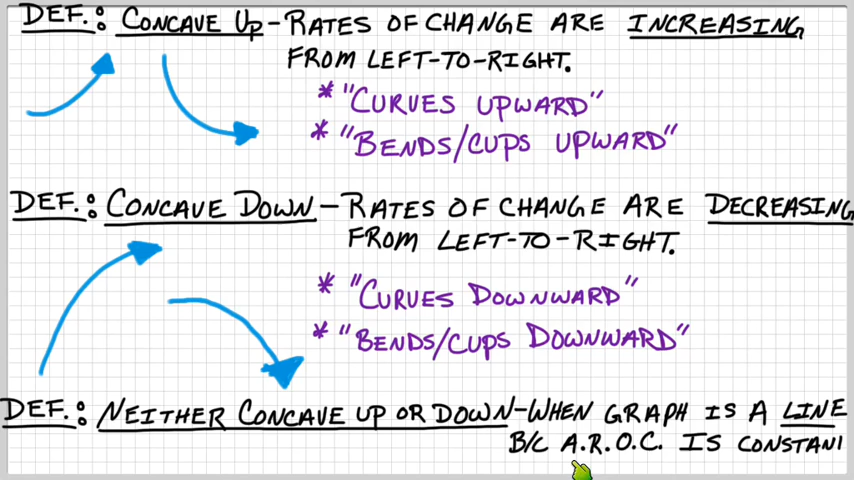 DEF.: CONCAVE UP - RATES OF CHANGE ARE INCREASING
FROM LEFT-TO-RIGHT.
* "CURVES UPWARD"
* "BENDS/CUPS UPWARD"
DEF.: CONCAVE DOWN - RATES OF CHANGE ARE DECREASING
FROM LEFT-TO-RIGHT.
* "CURVES DOWNWARD"
* "BENDS/CUPS DOWNWARD"
DEF.: NEITHER CONCAVE UP OR DOWN - WHEN GRAPH IS A LINE
B/C A.R.O.C. IS CONSTANT